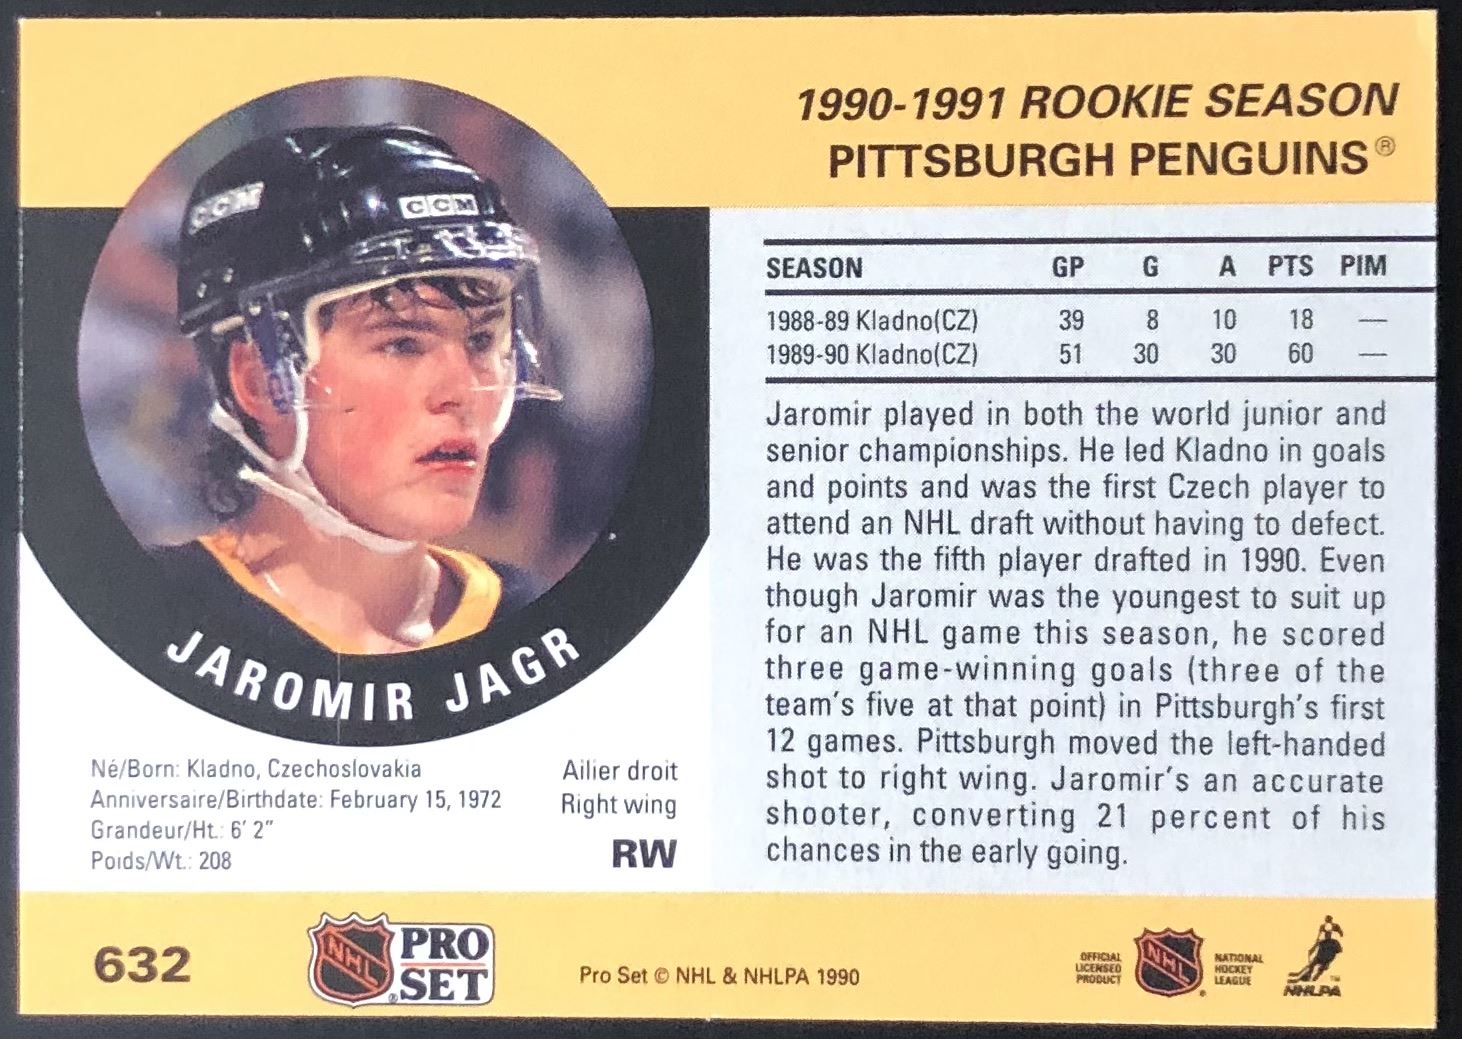 1990-1991 ROOKIE SEASON
PITTSBURGH PENGUINS®
CCM
CCM
JAROMIR JAGR
Né/Born: Kladno, Czechoslovakia
Anniversaire/Birthdate: February 15, 1972
Grandeur/Ht.: 6' 2"
Poids/Wt.: 208
Ailier droit
Right wing
RW
SEASON GP G A PTS PIM
1988-89 Kladno(CZ) 39 8 10 18 —
1989-90 Kladno(CZ) 51 30 30 60 —
Jaromir played in both the world junior and
senior championships. He led Kladno in goals
and points and was the first Czech player to
attend an NHL draft without having to defect.
He was the fifth player drafted in 1990. Even
though Jaromir was the youngest to suit up
for an NHL game this season, he scored
three game-winning goals (three of the
team's five at that point) in Pittsburgh's first
12 games. Pittsburgh moved the left-handed
shot to right wing. Jaromir's an accurate
shooter, converting 21 percent of his
chances in the early going.
632
NHL
PRO
SET
®
Pro Set © NHL & NHLPA 1990
OFFICIAL
LICENSED
PRODUCT
NHL
®
NATIONAL
HOCKEY
LEAGUE
™
NHLPA